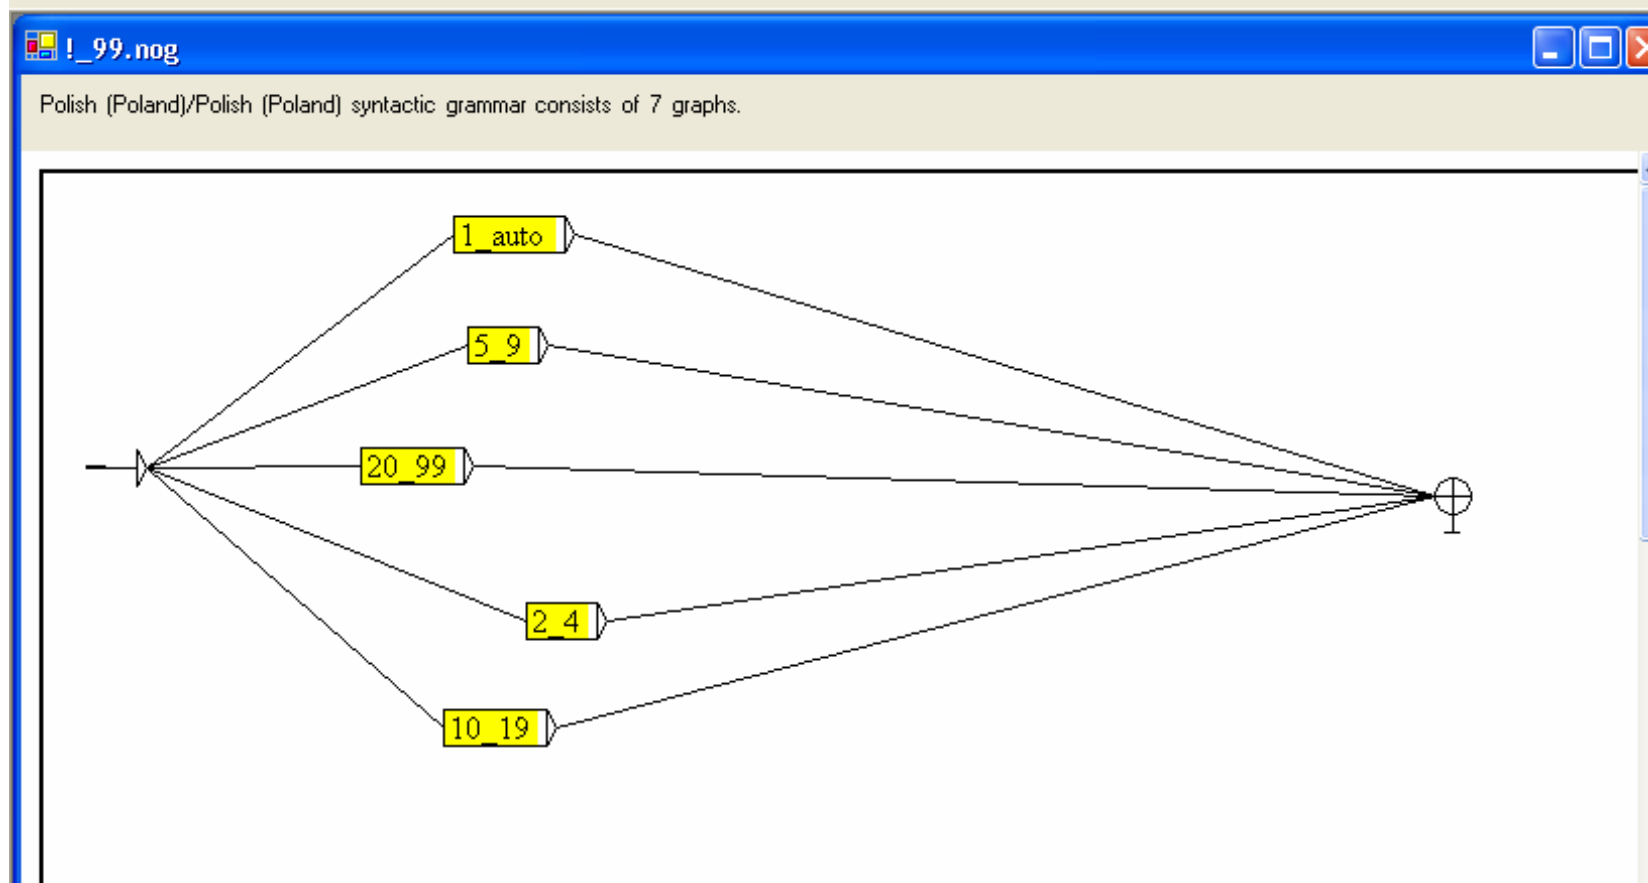 !_99.nog
Polish (Poland)/Polish (Poland) syntactic grammar consists of 7 graphs.
1_auto
5_9
20_99
2_4
10_19